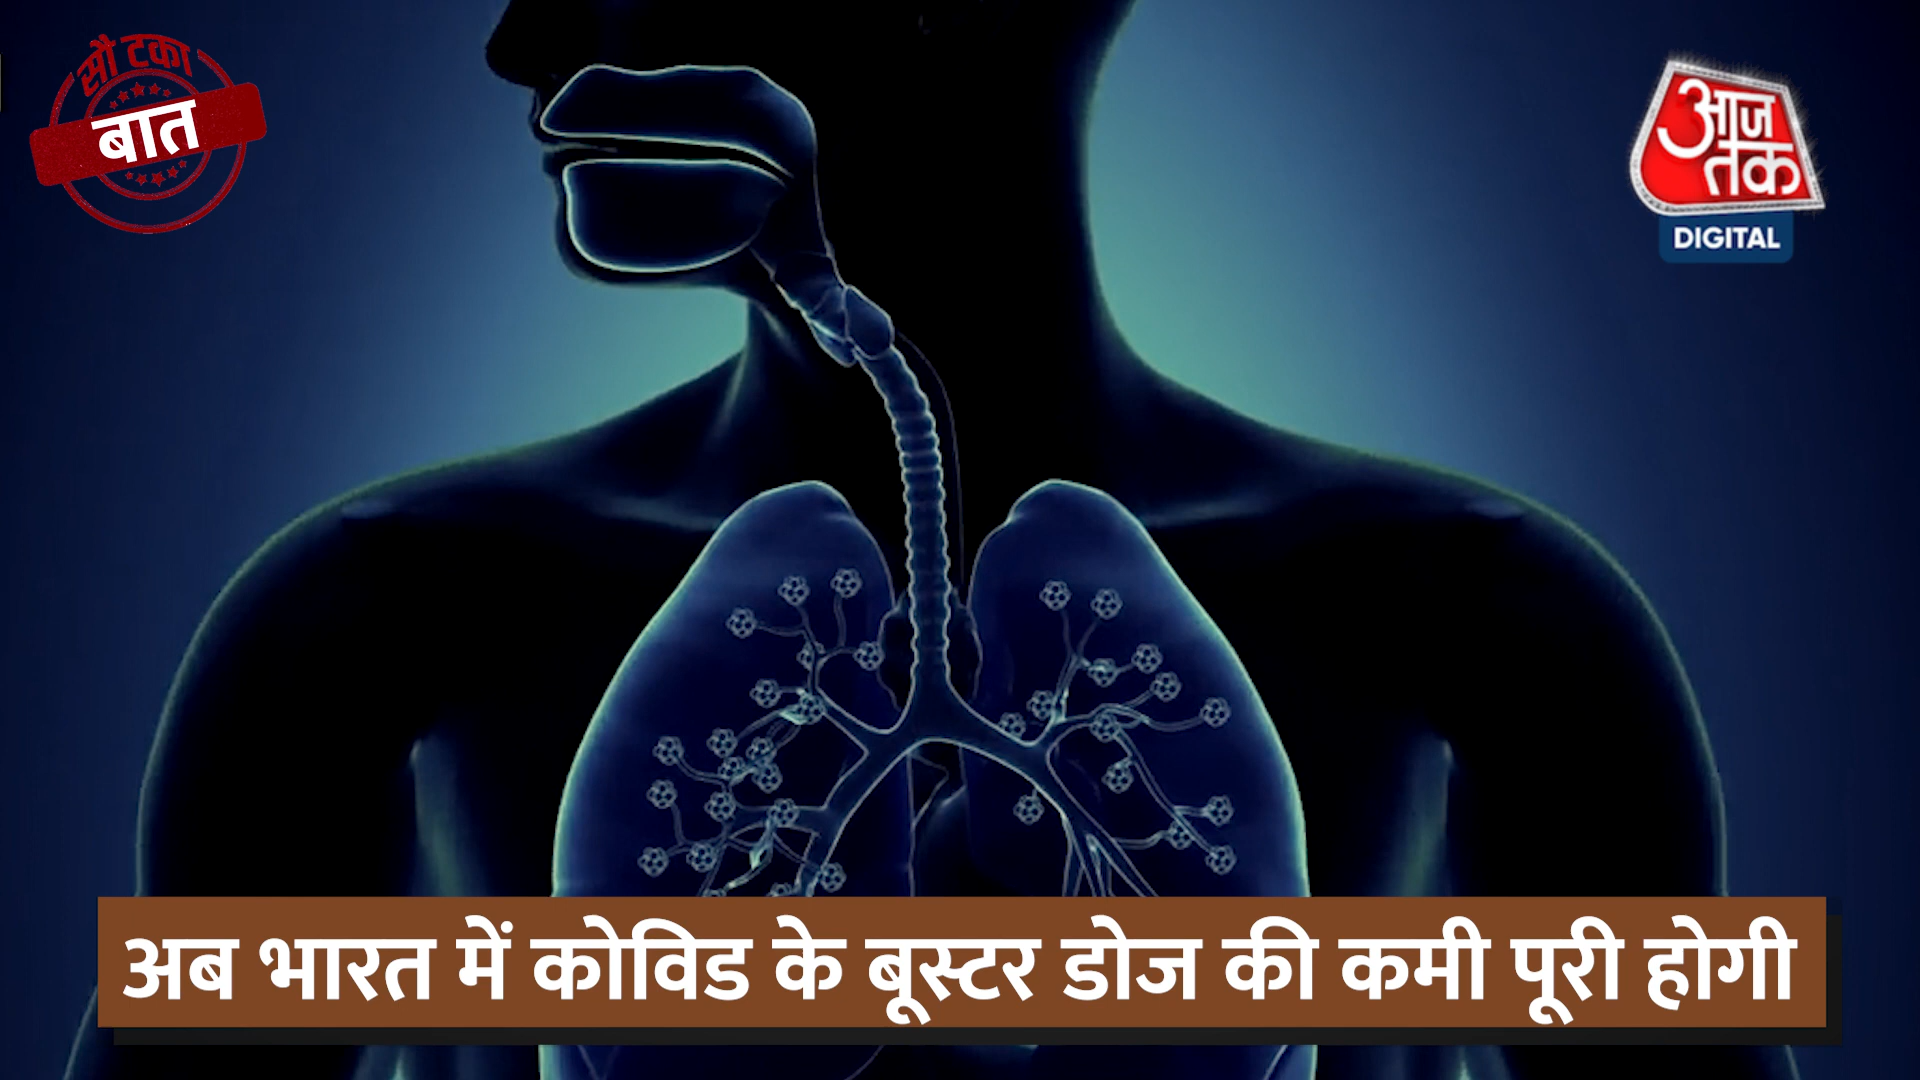 सौ टका
बात
आज
तक
DIGITAL
अब भारत में कोविड के बूस्टर डोज की कमी पूरी होगी